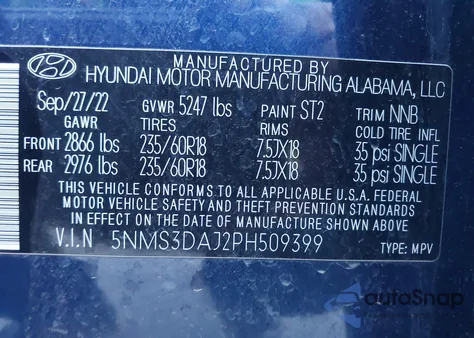 MANUFACTURED BY
HYUNDAI MOTOR MANUFACTURING ALABAMA, LLC
Sep/27/22 GVWR 5247 lbs PAINT ST2 TRIM NNB
GAWR TIRES RIMS COLD TIRE INFL
FRONT 2866 lbs 235/60R18 7.5JX18 35 psi SINGLE
REAR 2976 lbs 235/60R18 7.5JX18 35 psi SINGLE
THIS VEHICLE CONFORMS TO ALL APPLICABLE U.S.A. FEDERAL
MOTOR VEHICLE SAFETY AND THEFT PREVENTION STANDARDS
IN EFFECT ON THE DATE OF MANUFACTURE SHOWN ABOVE.
V.I.N 5NMS3DAJ2PH509399 TYPE: MPV
autoSnap